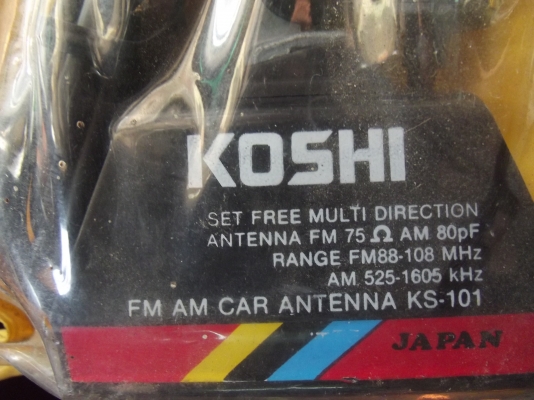 KOSHI
SET FREE MULTI DIRECTION
ANTENNA FM 75 Ω AM 80pF
RANGE FM88-108 MHz
AM 525-1605 kHz
FM AM CAR ANTENNA KS-101
JAPAN